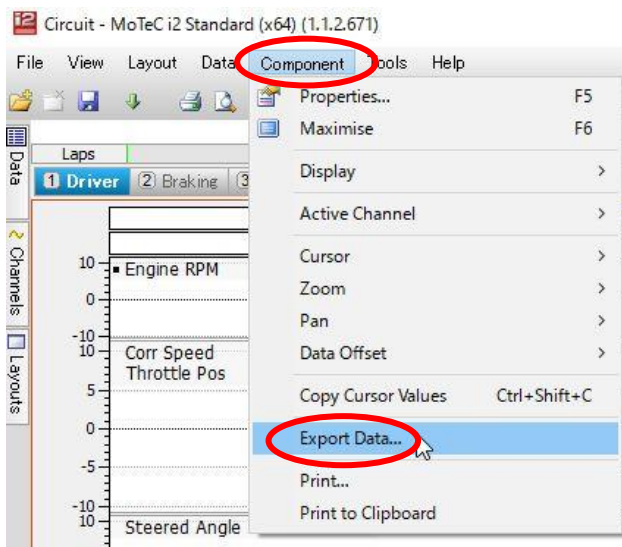 i2 Circuit - MoTeC i2 Standard (x64) (1.1.2.671)
File View Layout Data Component Tools Help
Properties... F5
Maximise F6
Display
Active Channel
Cursor
Zoom
Pan
Data Offset
Copy Cursor Values Ctrl+Shift+C
Export Data...
Print...
Print to Clipboard
Data
Channels
Layouts
Laps
1 Driver 2 Braking 3
10 Engine RPM
0
-10
10 Corr Speed
Throttle Pos
5
0
-5
-10
10 Steered Angle